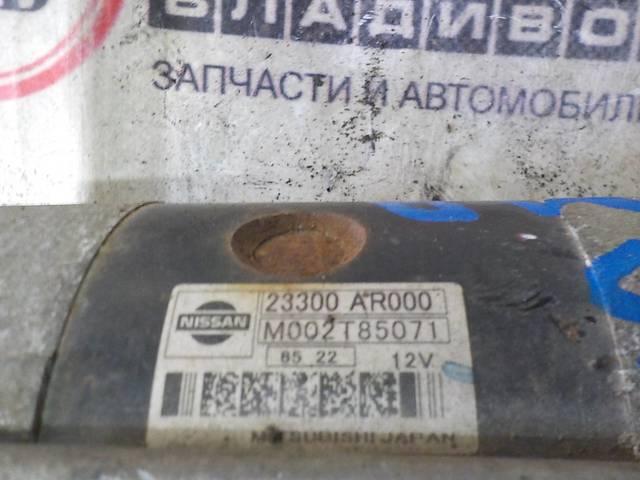 ВЛАДИВО
ЗАПЧАСТИ И АВТОМОБИЛ
NISSAN
23300 AR000
M002T85071
85 22
12V
MITSUBISHI JAPAN